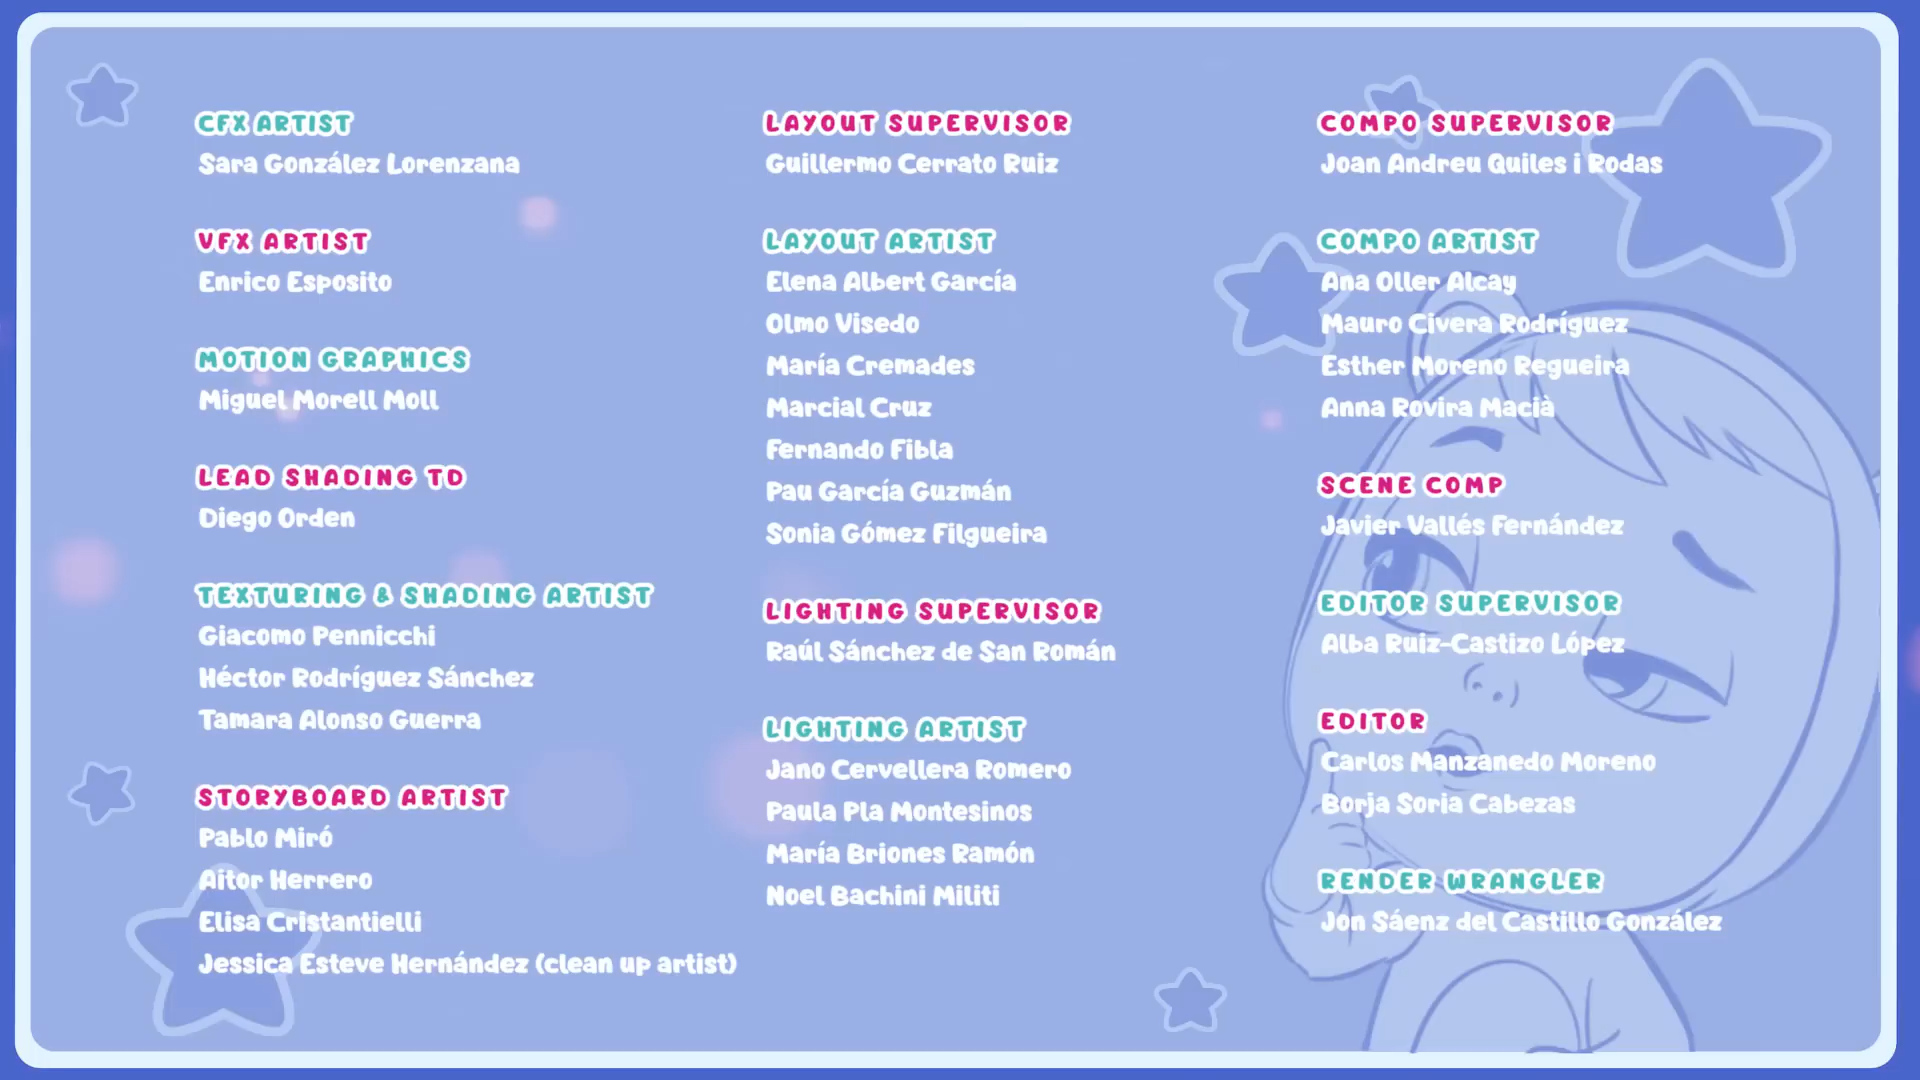 CFX ARTIST
Sara González Lorenzana
VFX ARTIST
Enrico Esposito
MOTION GRAPHICS
Miguel Morell Moll
LEAD SHADING TD
Diego Orden
TEXTURING & SHADING ARTIST
Giacomo Pennicchi
Héctor Rodríguez Sánchez
Tamara Alonso Guerra
STORYBOARD ARTIST
Pablo Miró
Aitor Herrero
Elisa Cristantielli
Jessica Esteve Hernández (clean up artist)
LAYOUT SUPERVISOR
Guillermo Cerrato Ruiz
LAYOUT ARTIST
Elena Albert García
Olmo Visedo
María Cremades
Marcial Cruz
Fernando Fibla
Pau García Guzmán
Sonia Gómez Filgueira
LIGHTING SUPERVISOR
Raúl Sánchez de San Román
LIGHTING ARTIST
Jano Cervellera Romero
Paula Pla Montesinos
María Briones Ramón
Noel Bachini Militi
COMPO SUPERVISOR
Joan Andreu Quiles i Rodas
COMPO ARTIST
Ana Oller Alcay
Mauro Civera Rodríguez
Esther Moreno Regueira
Anna Rovira Macià
SCENE COMP
Javier Vallés Fernández
EDITOR SUPERVISOR
Alba Ruiz-Castizo López
EDITOR
Carlos Manzanedo Moreno
Borja Soria Cabezas
RENDER WRANGLER
Jon Sáenz del Castillo González